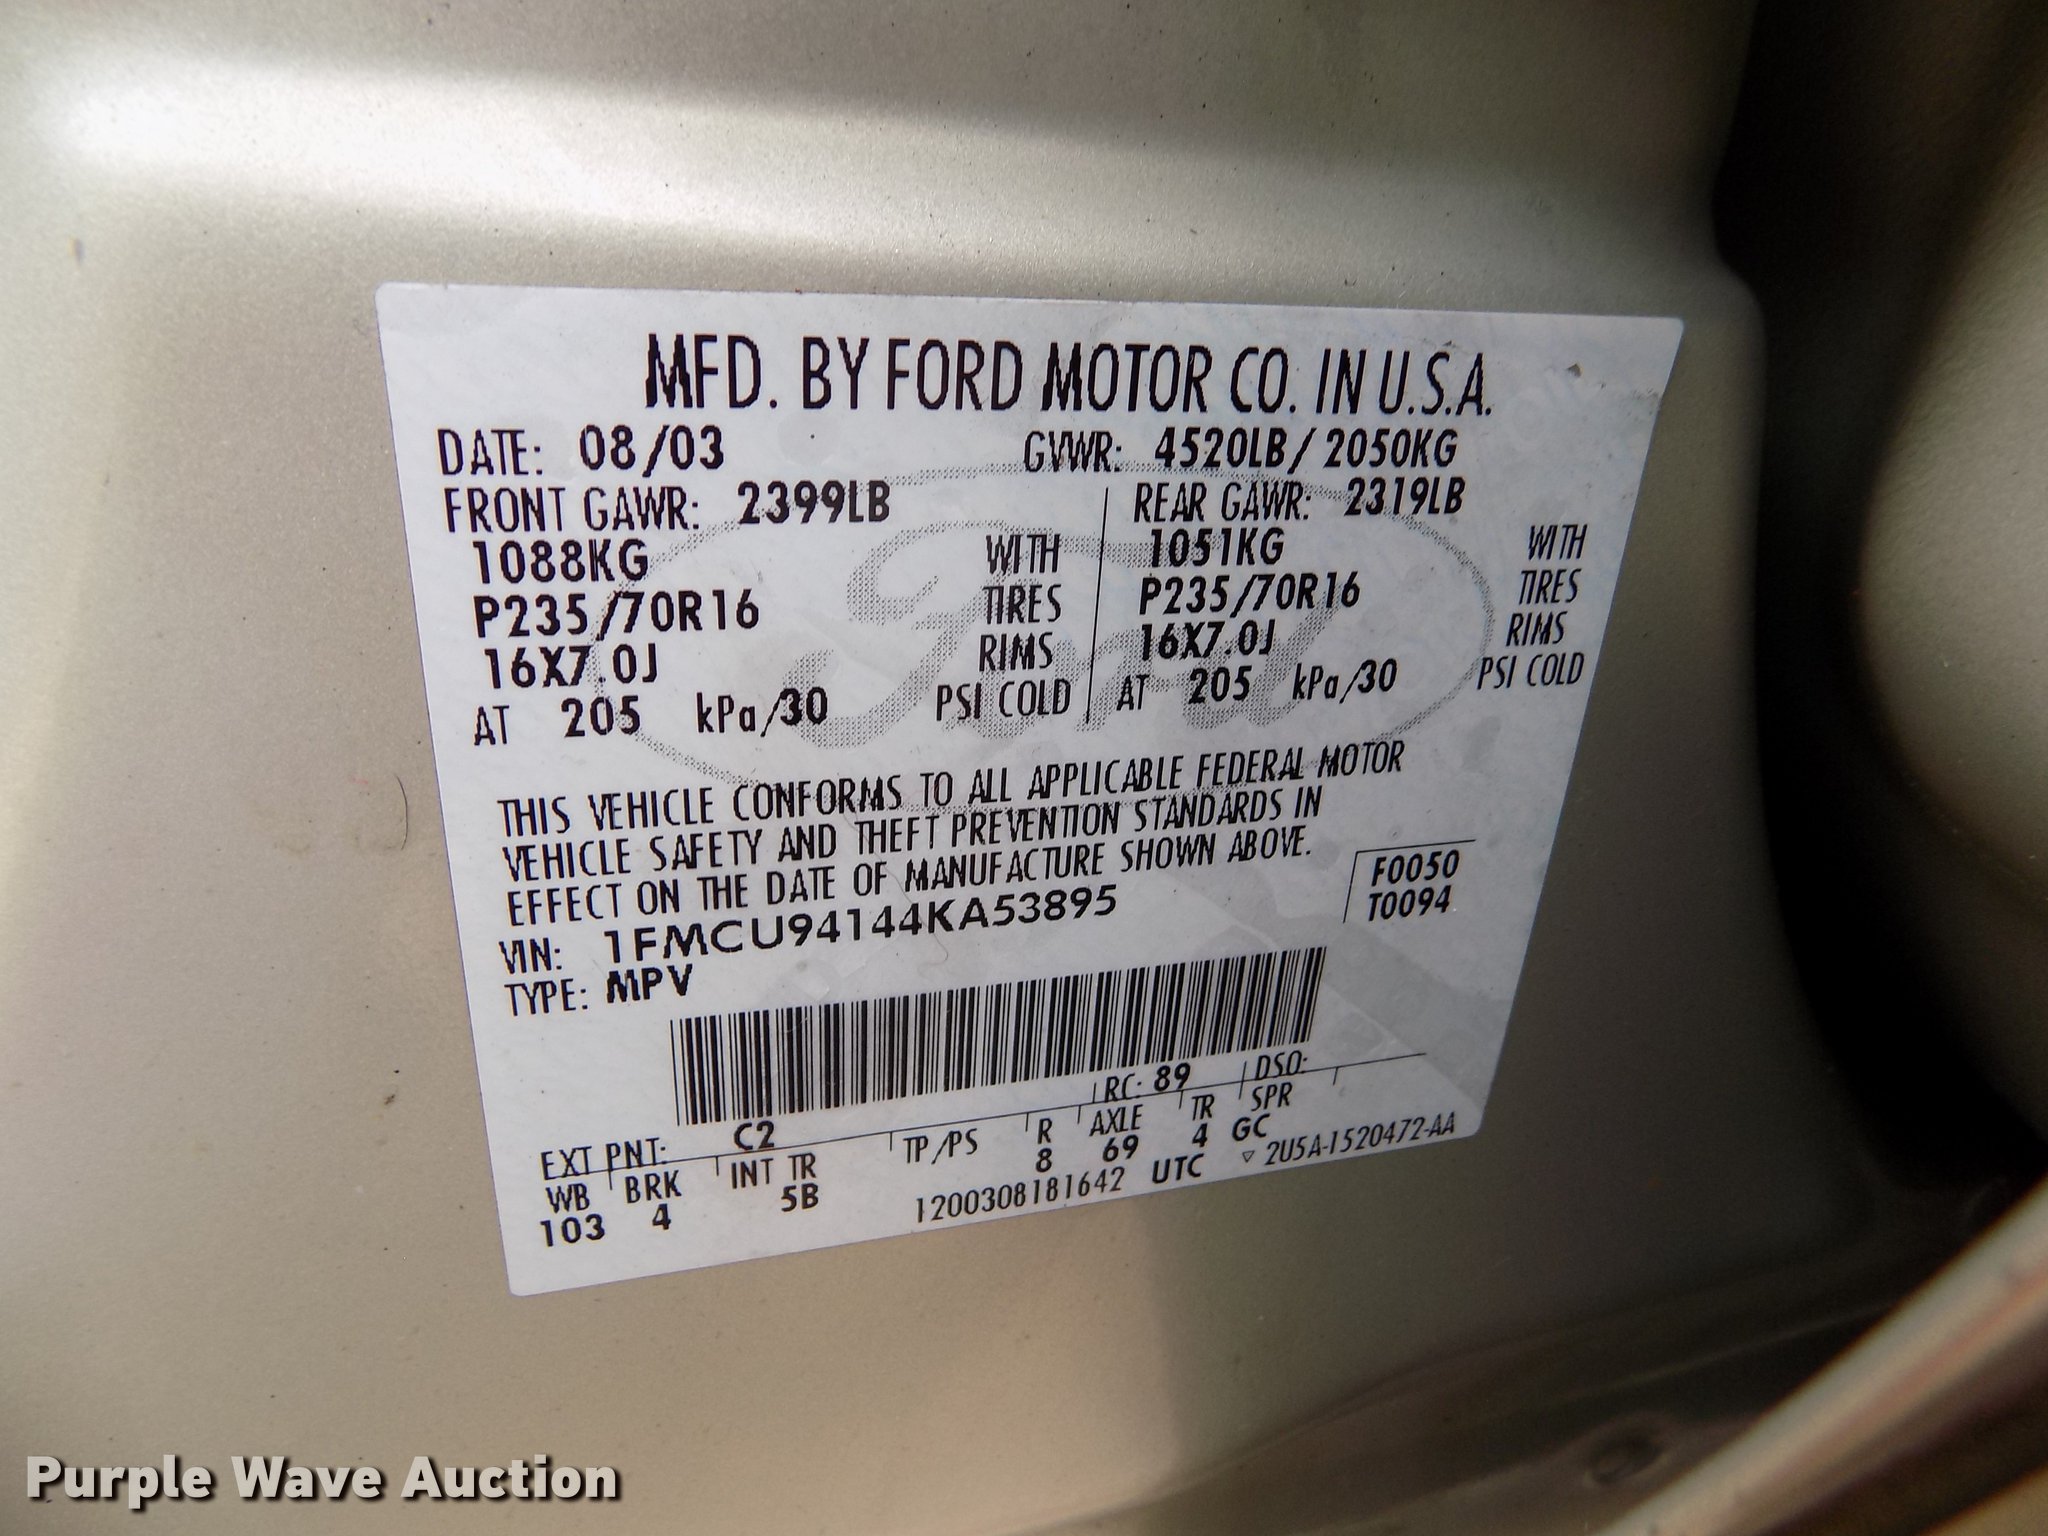 MFD. BY FORD MOTOR CO. IN U.S.A.
DATE: 08/03 GVWR: 4520LB/ 2050KG
FRONT GAWR: 2399LB REAR GAWR: 2319LB
1088KG WITH 1051KG WITH
P235/70R16 TIRES P235/70R16 TIRES
16X7.0J RIMS 16X7.0J RIMS
AT 205 kPa/30 PSI COLD AT 205 kPa/30 PSI COLD
Ford
THIS VEHICLE CONFORMS TO ALL APPLICABLE FEDERAL MOTOR
VEHICLE SAFETY AND THEFT PREVENTION STANDARDS IN
EFFECT ON THE DATE OF MANUFACTURE SHOWN ABOVE.
F0050
T0094
VIN: 1FMCU94144KA53895
TYPE: MPV
EXT PNT: C2 RC: 89 DSO:
WB BRK INT TR TP/PS R AXLE TR SPR
103 4 5B 8 69 4 GC
1200308181642 UTC ▽ 2U5A-1520472-AA
Purple Wave Auction